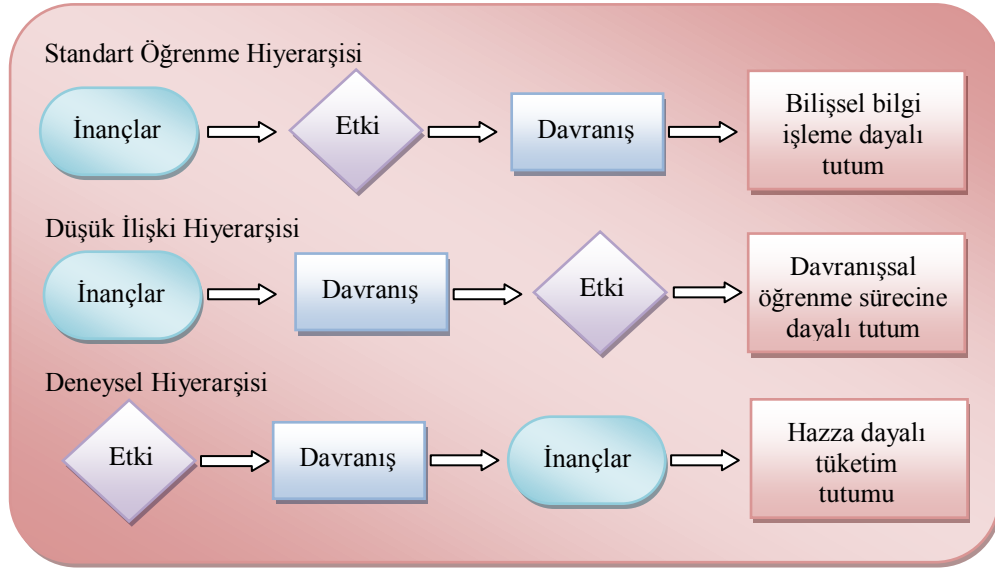 Standart Öğrenme Hiyerarşisi
İnançlar
Etki
Davranış
Bilişsel bilgi
işleme dayalı
tutum
Düşük İlişki Hiyerarşisi
İnançlar
Davranış
Etki
Davranışsal
öğrenme sürecine
dayalı tutum
Deneysel Hiyerarşisi
Etki
Davranış
İnançlar
Hazza dayalı
tüketim
tutumu